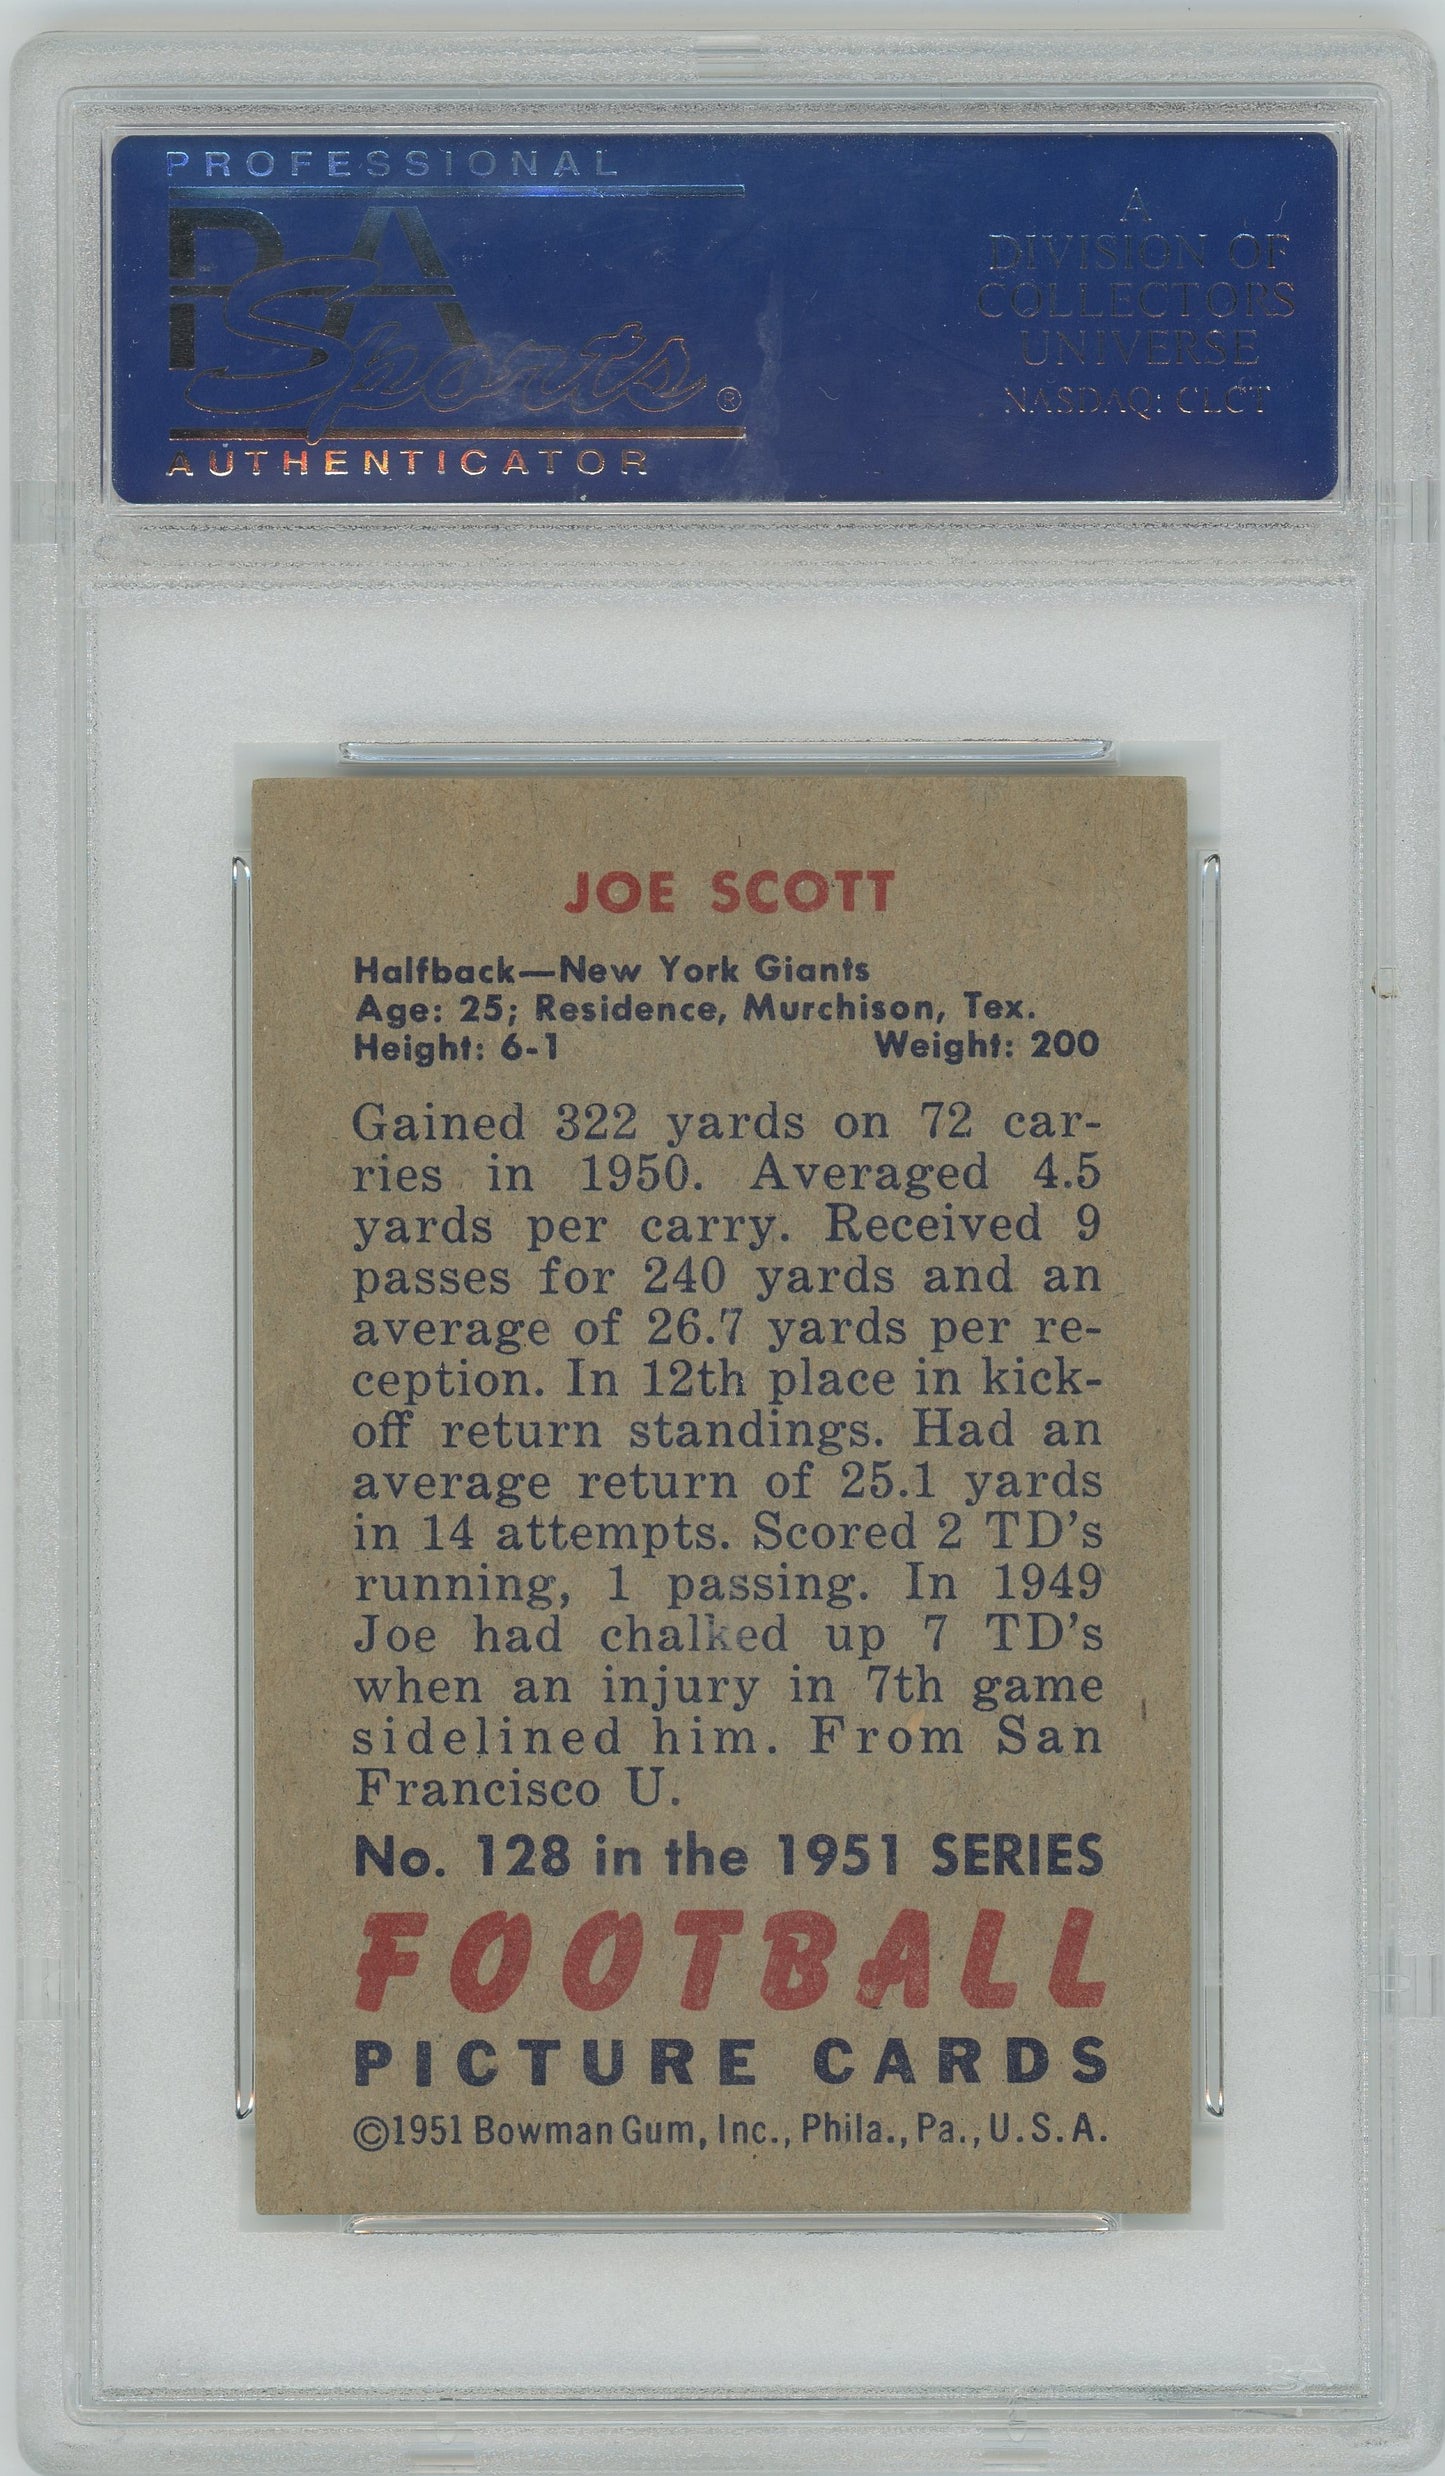 PROFESSIONAL
PSA
Sports®
AUTHENTICATOR
A
DIVISION OF
COLLECTORS
UNIVERSE
NASDAQ: CLCT
JOE SCOTT
Halfback—New York Giants
Age: 25; Residence, Murchison, Tex.
Height: 6-1 Weight: 200
Gained 322 yards on 72 car-
ries in 1950. Averaged 4.5
yards per carry. Received 9
passes for 240 yards and an
average of 26.7 yards per re-
ception. In 12th place in kick-
off return standings. Had an
average return of 25.1 yards
in 14 attempts. Scored 2 TD's
running, 1 passing. In 1949
Joe had chalked up 7 TD's
when an injury in 7th game
sidelined him. From San
Francisco U.
No. 128 in the 1951 SERIES
FOOTBALL
PICTURE CARDS
©1951 Bowman Gum, Inc., Phila., Pa., U.S.A.
PSA